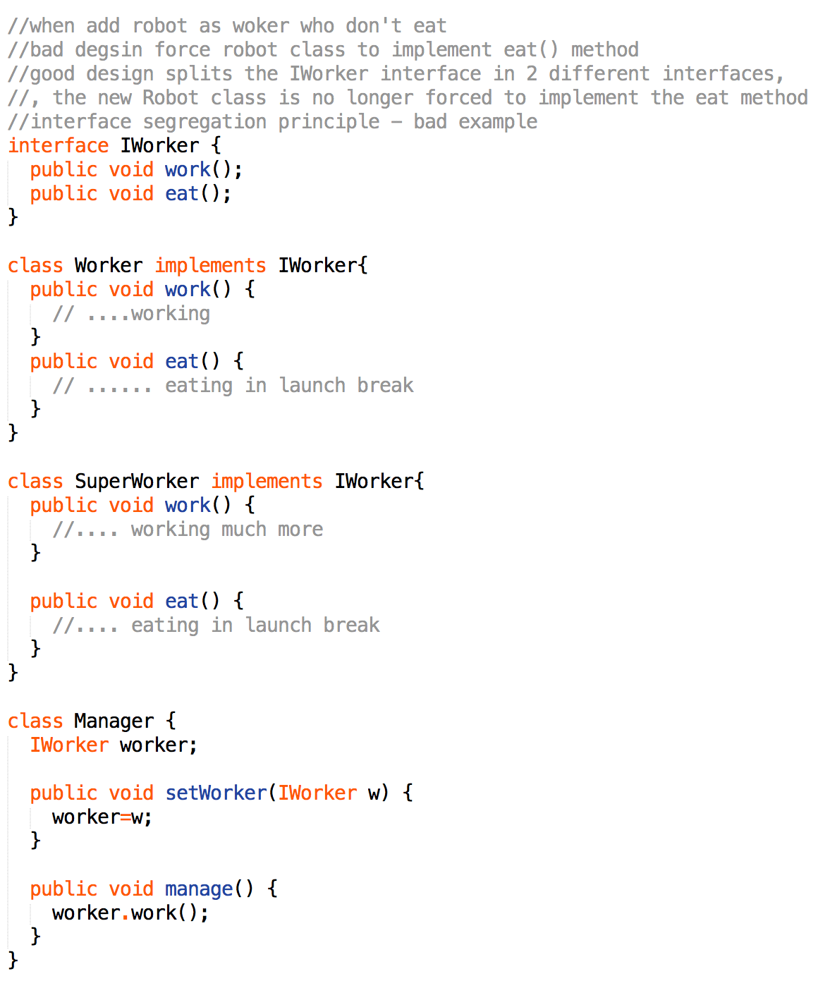 //when add robot as woker who don't eat
//bad degsin force robot class to implement eat() method
//good design splits the IWorker interface in 2 different interfaces,
//, the new Robot class is no longer forced to implement the eat method
//interface segregation principle – bad example
interface IWorker {
  public void work();
  public void eat();
}

class Worker implements IWorker{
  public void work() {
    // ....working
  }
  public void eat() {
    // ...... eating in launch break
  }
}

class SuperWorker implements IWorker{
  public void work() {
    //.... working much more
  }

  public void eat() {
    //.... eating in launch break
  }
}

class Manager {
  IWorker worker;

  public void setWorker(IWorker w) {
    worker=w;
  }

  public void manage() {
    worker.work();
  }
}